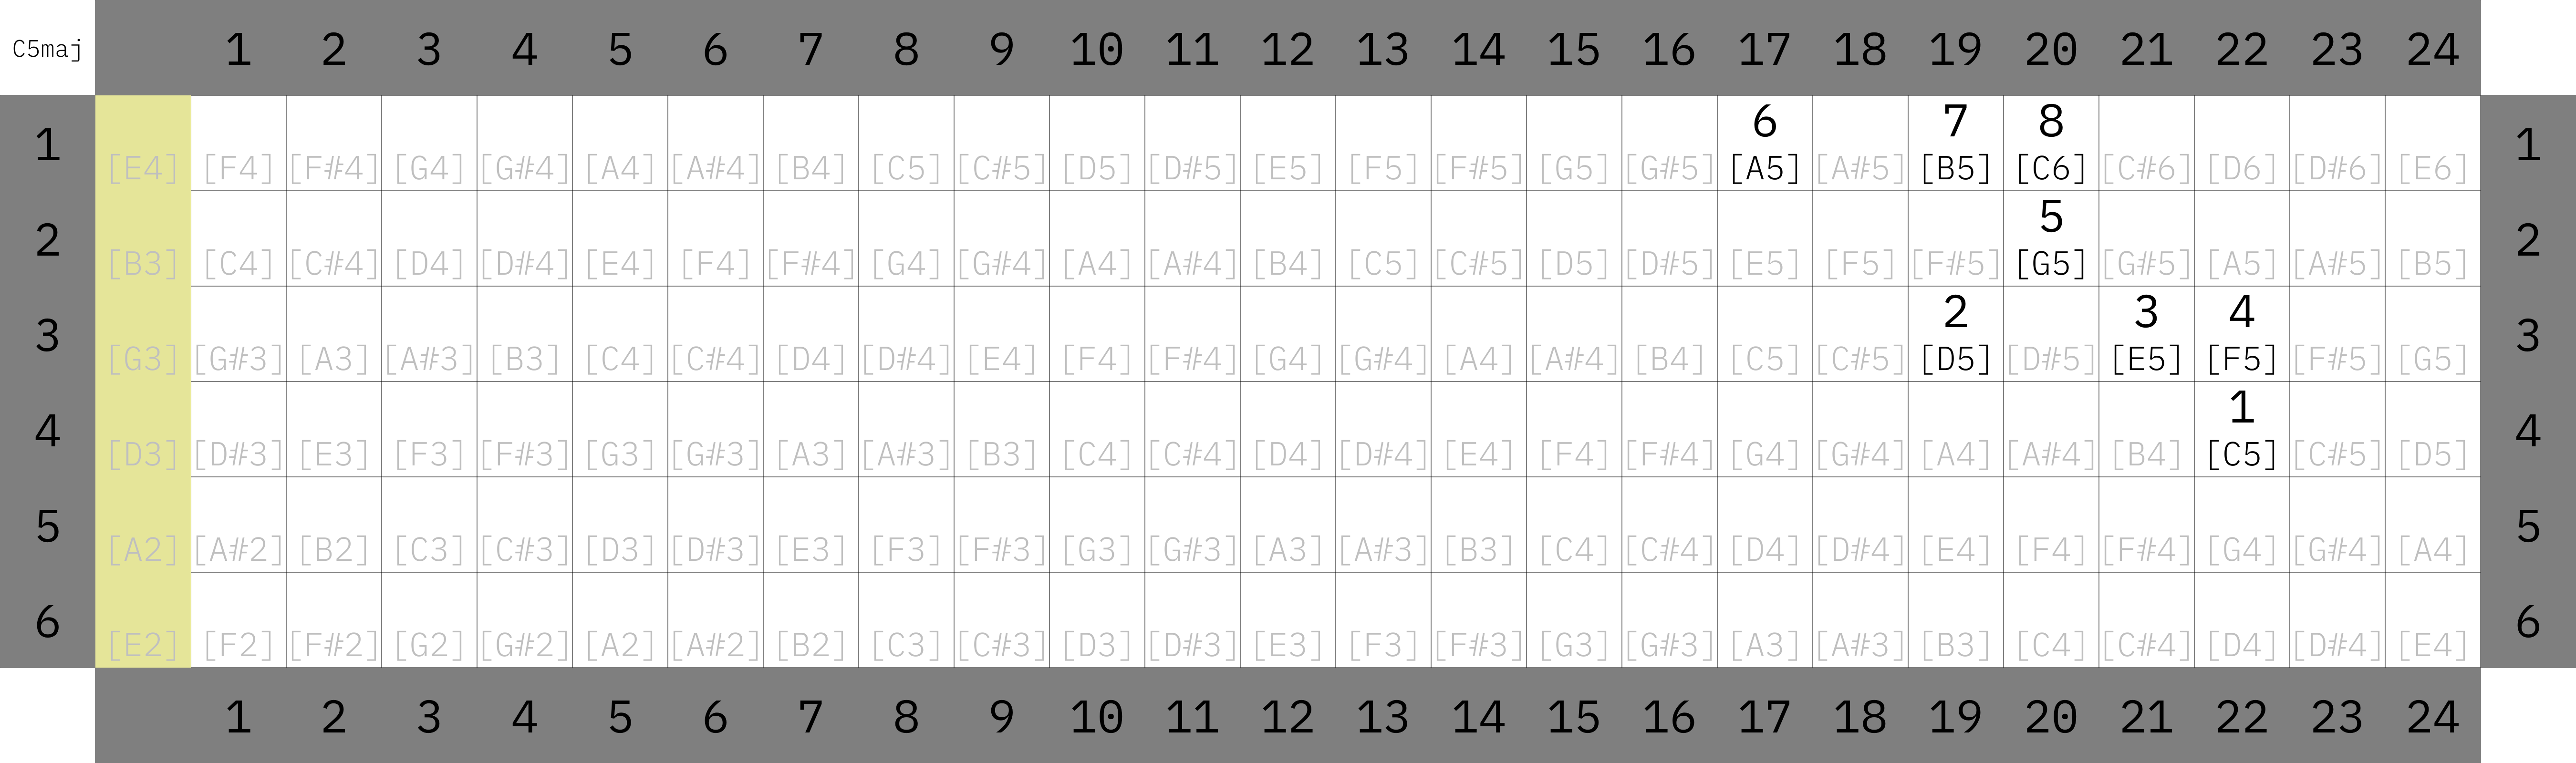 C5maj 1 2 3 4 5 6 7 8 9 10 11 12 13 14 15 16 17 18 19 20 21 22 23 24
6 7 8
1 [E4] [F4] [F#4] [G4] [G#4] [A4] [A#4] [B4] [C5] [C#5] [D5] [D#5] [E5] [F5] [F#5] [G5] [G#5] [A5] [A#5] [B5] [C6] [C#6] [D6] [D#6] [E6] 1
5
2 [B3] [C4] [C#4] [D4] [D#4] [E4] [F4] [F#4] [G4] [G#4] [A4] [A#4] [B4] [C5] [C#5] [D5] [D#5] [E5] [F5] [F#5] [G5] [G#5] [A5] [A#5] [B5] 2
2 3 4
3 [G3] [G#3] [A3] [A#3] [B3] [C4] [C#4] [D4] [D#4] [E4] [F4] [F#4] [G4] [G#4] [A4] [A#4] [B4] [C5] [C#5] [D5] [D#5] [E5] [F5] [F#5] [G5] 3
1
4 [D3] [D#3] [E3] [F3] [F#3] [G3] [G#3] [A3] [A#3] [B3] [C4] [C#4] [D4] [D#4] [E4] [F4] [F#4] [G4] [G#4] [A4] [A#4] [B4] [C5] [C#5] [D5] 4
5 [A2] [A#2] [B2] [C3] [C#3] [D3] [D#3] [E3] [F3] [F#3] [G3] [G#3] [A3] [A#3] [B3] [C4] [C#4] [D4] [D#4] [E4] [F4] [F#4] [G4] [G#4] [A4] 5
6 [E2] [F2] [F#2] [G2] [G#2] [A2] [A#2] [B2] [C3] [C#3] [D3] [D#3] [E3] [F3] [F#3] [G3] [G#3] [A3] [A#3] [B3] [C4] [C#4] [D4] [D#4] [E4] 6
1 2 3 4 5 6 7 8 9 10 11 12 13 14 15 16 17 18 19 20 21 22 23 24